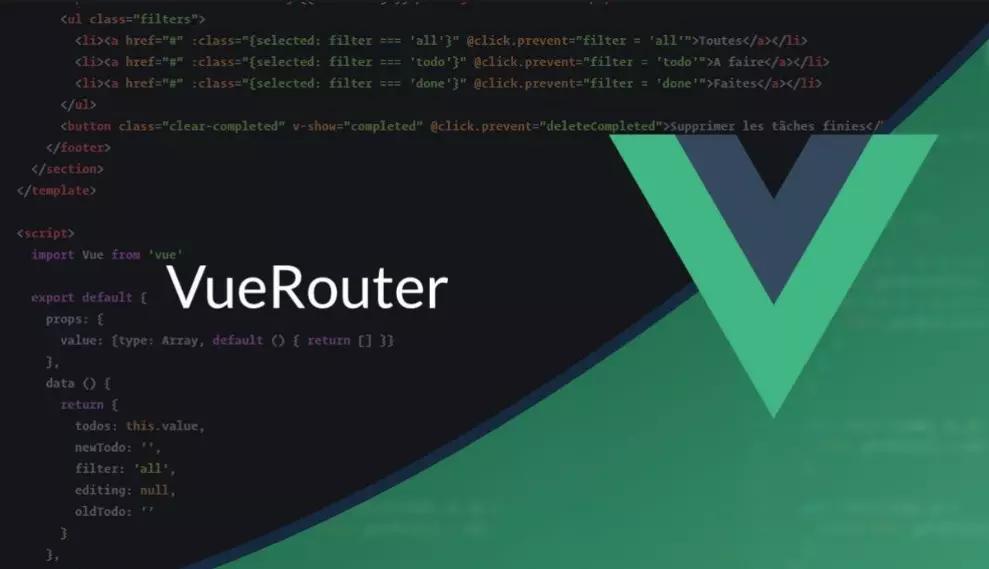 <ul class="filters">
<li><a href="#" :class="{selected: filter === 'all'}" @click.prevent="filter = 'all'">Toutes</a></li>
<li><a href="#" :class="{selected: filter === 'todo'}" @click.prevent="filter = 'todo'">A faire</a></li>
<li><a href="#" :class="{selected: filter === 'done'}" @click.prevent="filter = 'done'">Faites</a></li>
</ul>
<button class="clear-completed" v-show="completed" @click.prevent="deleteCompleted">Supprimer les tâches finies</
</footer>
</section>
</template>
<script>
import Vue from 'vue'
VueRouter
export default {
props: {
value: {type: Array, default () { return [] }}
},
data () {
return {
todos: this.value,
newTodo: '',
filter: 'all',
editing: null,
oldTodo: ''
}
},